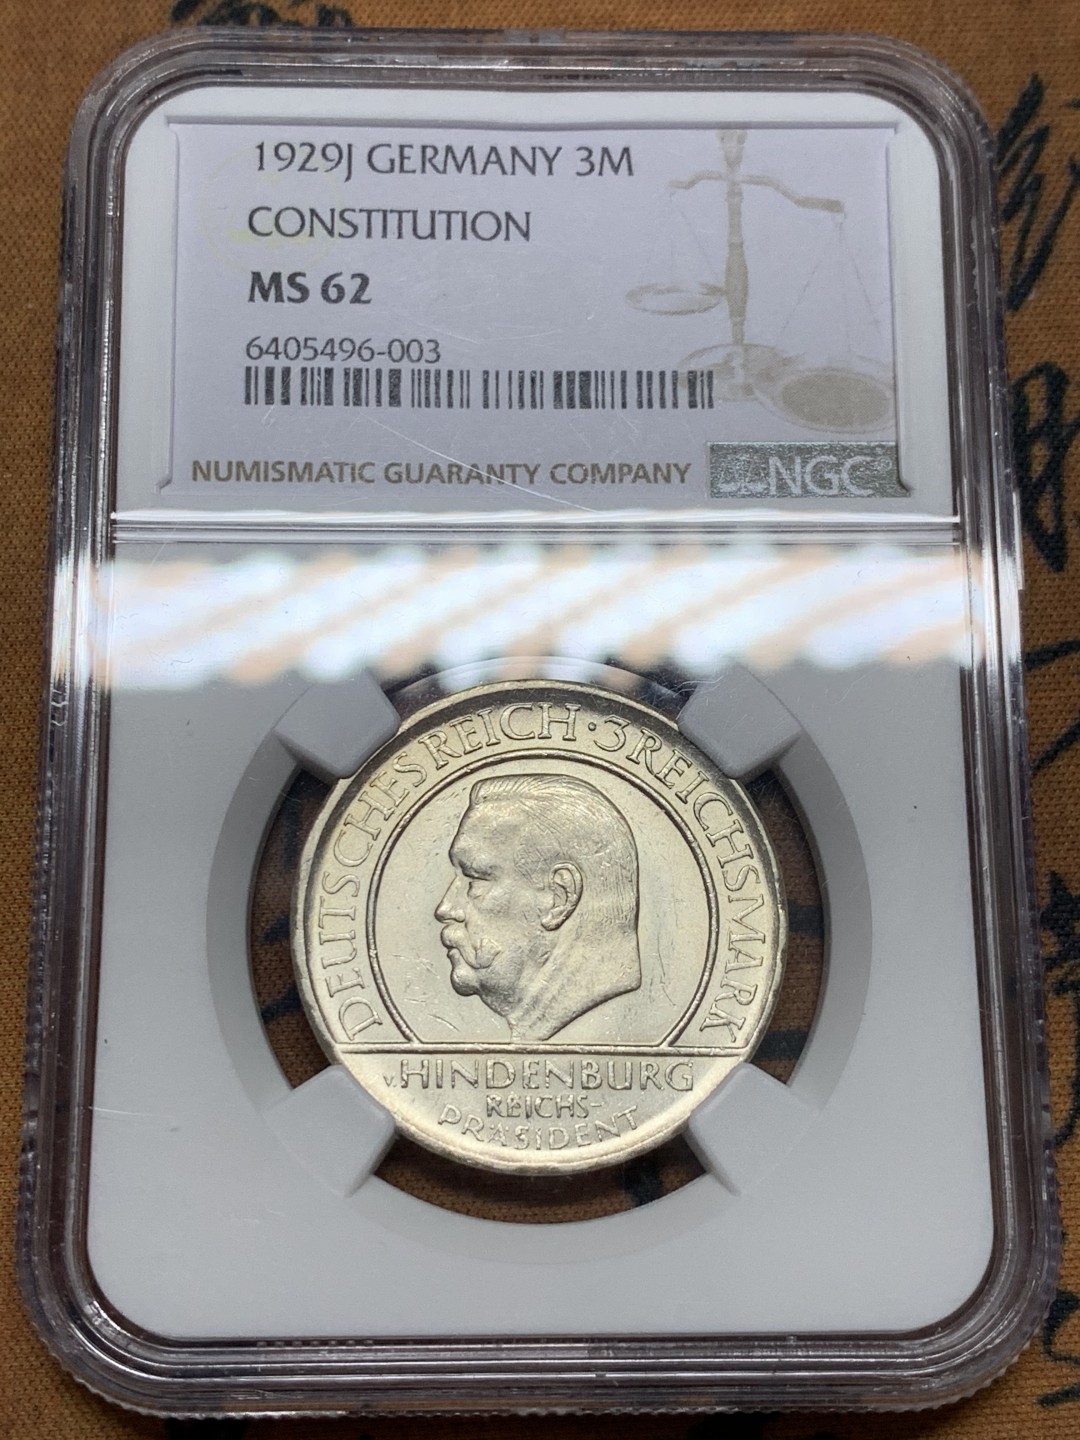 1929J GERMANY 3M
CONSTITUTION
MS 62
6405496-003
NUMISMATIC GUARANTY COMPANY
NGC
DEUTSCHES REICH · 3 REICHSMARK
v. HINDENBURG
REICHS-
PRÄSIDENT